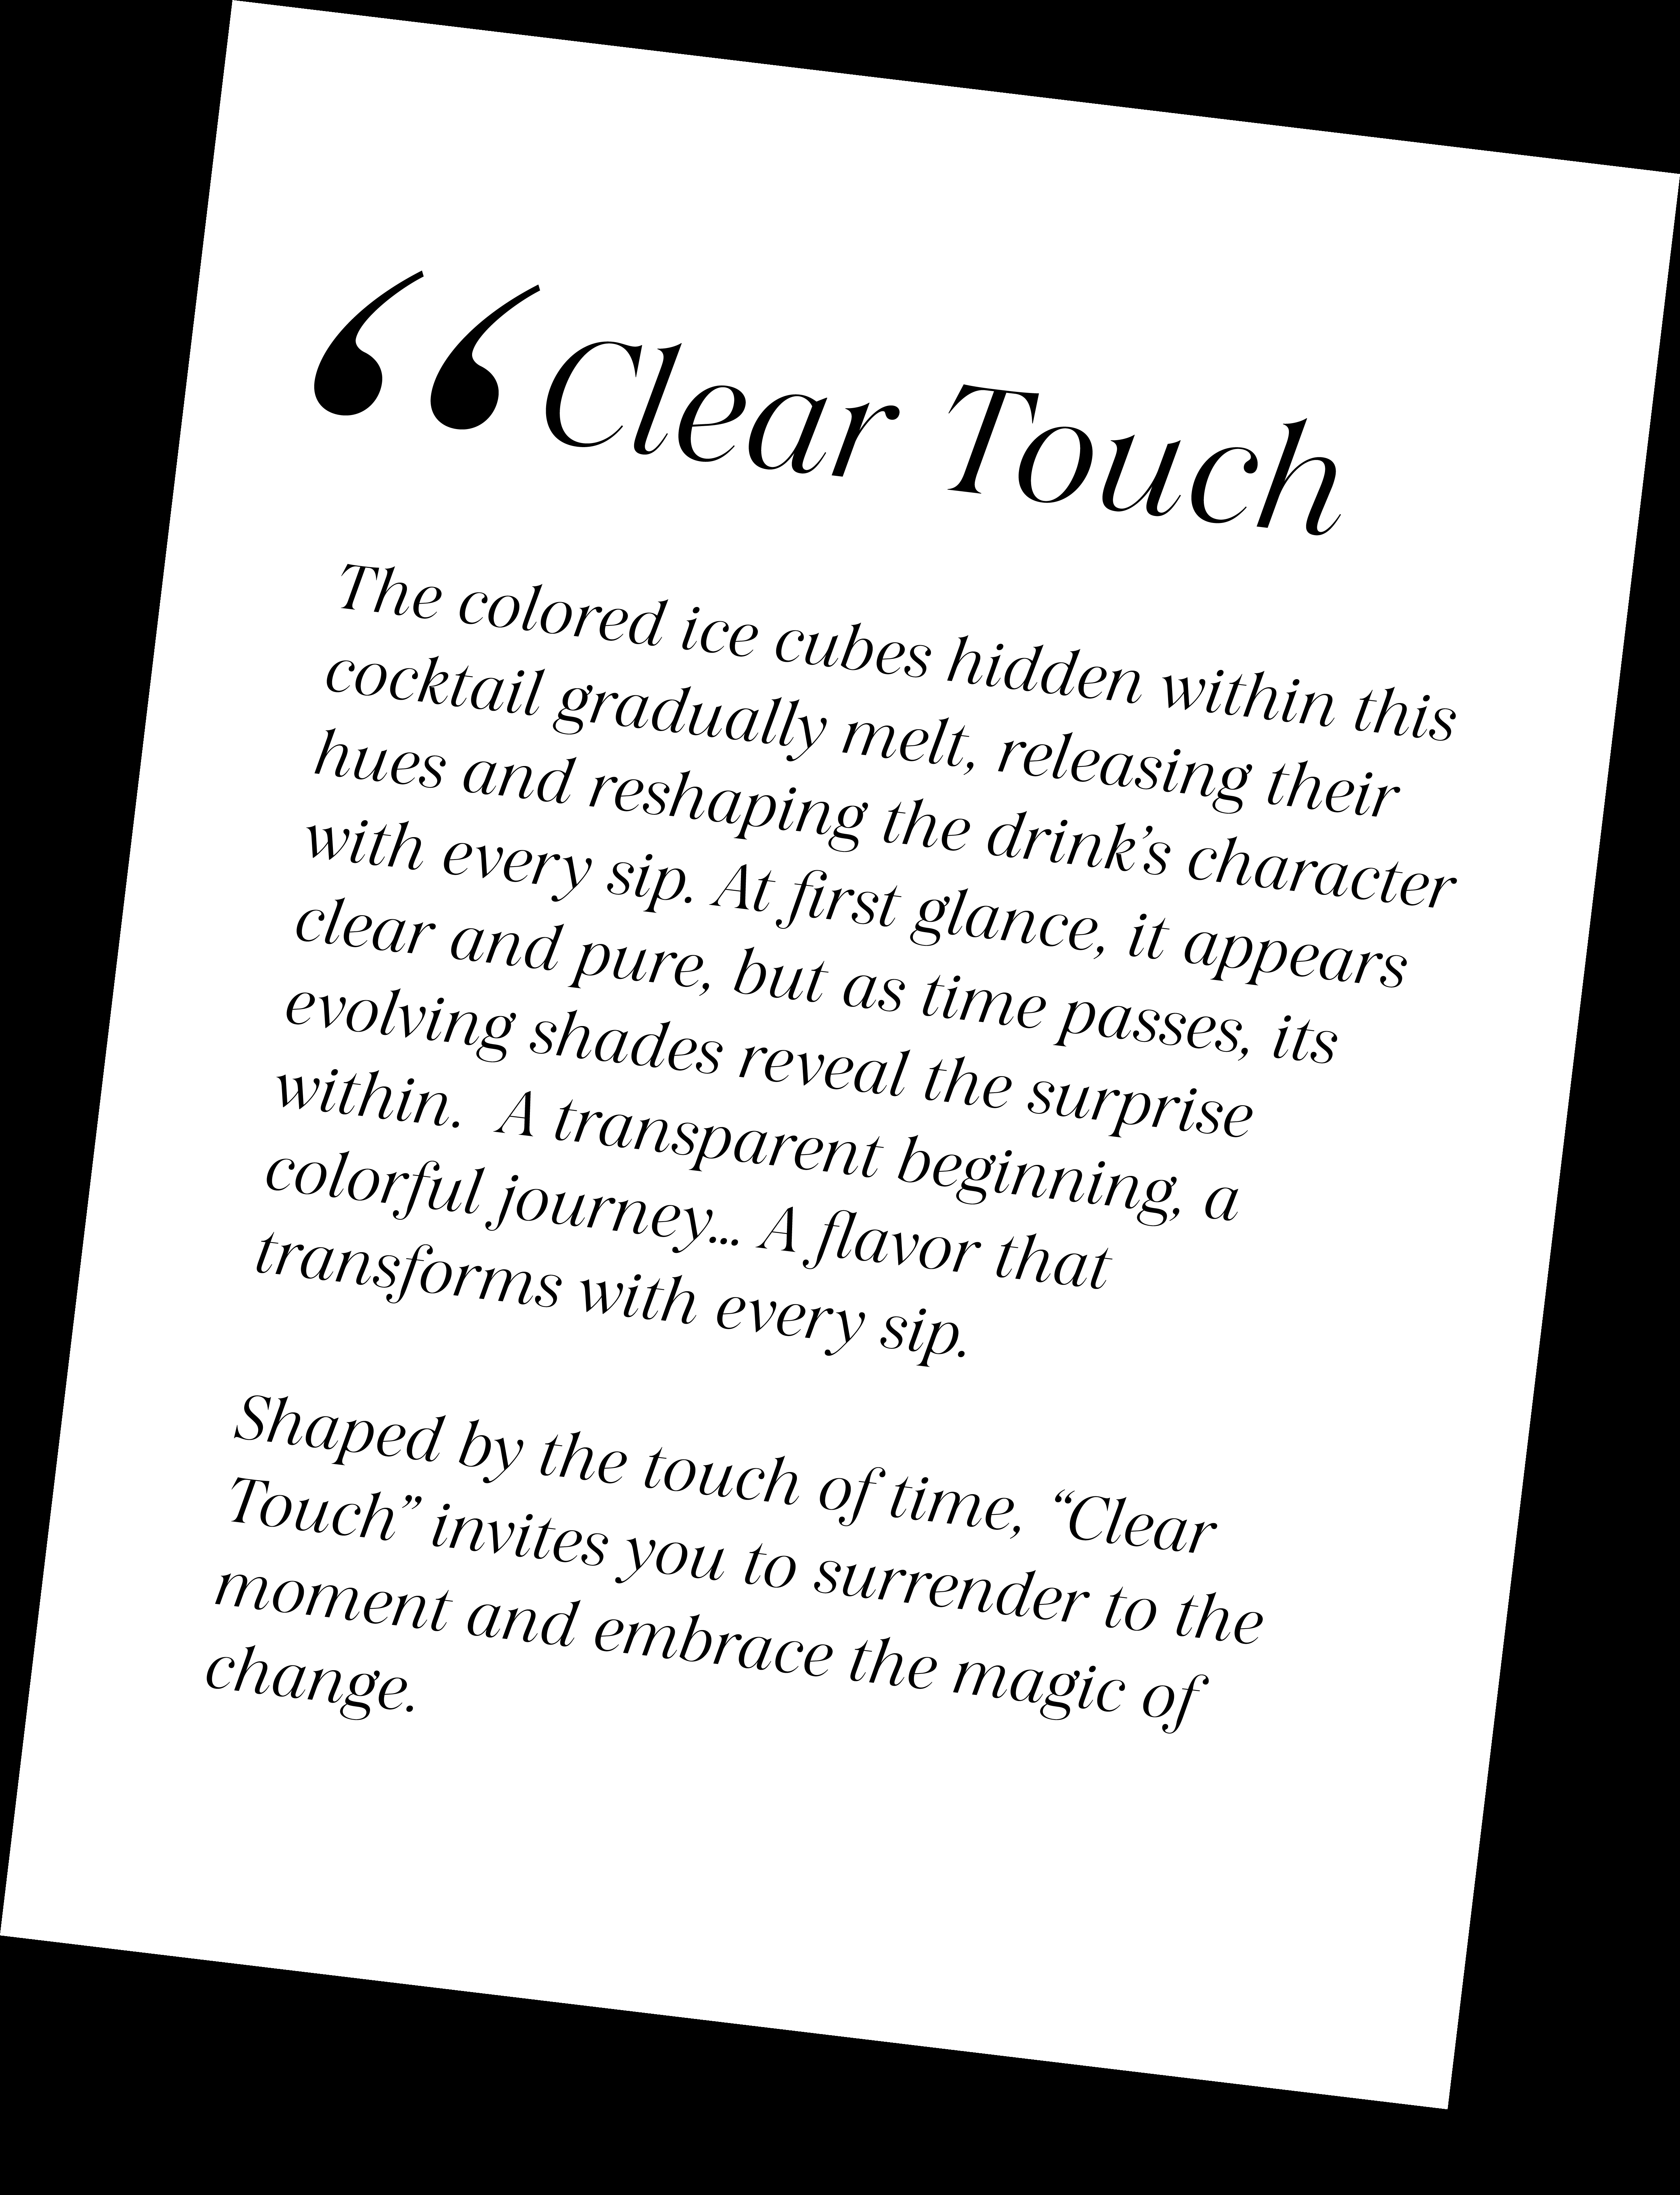 “Clear Touch
The colored ice cubes hidden within this
cocktail gradually melt, releasing their
hues and reshaping the drink’s character
with every sip. At first glance, it appears
clear and pure, but as time passes, its
evolving shades reveal the surprise
within.  A transparent beginning, a
colorful journey... A flavor that
transforms with every sip.
Shaped by the touch of time, “Clear
Touch” invites you to surrender to the
moment and embrace the magic of
change.